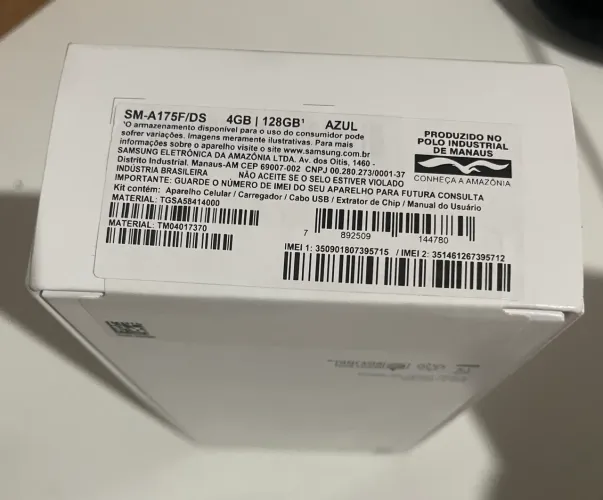 SM-A175F/DS 4GB | 128GB¹ AZUL
¹O armazenamento disponível para o uso do consumidor pode
sofrer variações. Imagens meramente ilustrativas. Para mais
informações sobre o aparelho visite o site www.samsung.com.br
SAMSUNG ELETRÔNICA DA AMAZÔNIA LTDA. Av. dos Oitis, 1460 -
Distrito Industrial. Manaus-AM CEP 69007-002 CNPJ 00.280.273/0001-37
INDÚSTRIA BRASILEIRA NÃO ACEITE SE O SELO ESTIVER VIOLADO
IMPORTANTE: GUARDE O NÚMERO DE IMEI DO SEU APARELHO PARA FUTURA CONSULTA
Kit contém: Aparelho Celular / Carregador / Cabo USB / Extrator de Chip / Manual do Usuário
MATERIAL: TGSA58414000
MATERIAL: TM04017370
7 892509 144780
IMEI 1: 350901807395715 / IMEI 2: 351461267395712
PRODUZIDO NO
POLO INDUSTRIAL
DE MANAUS
CONHEÇA A AMAZÔNIA